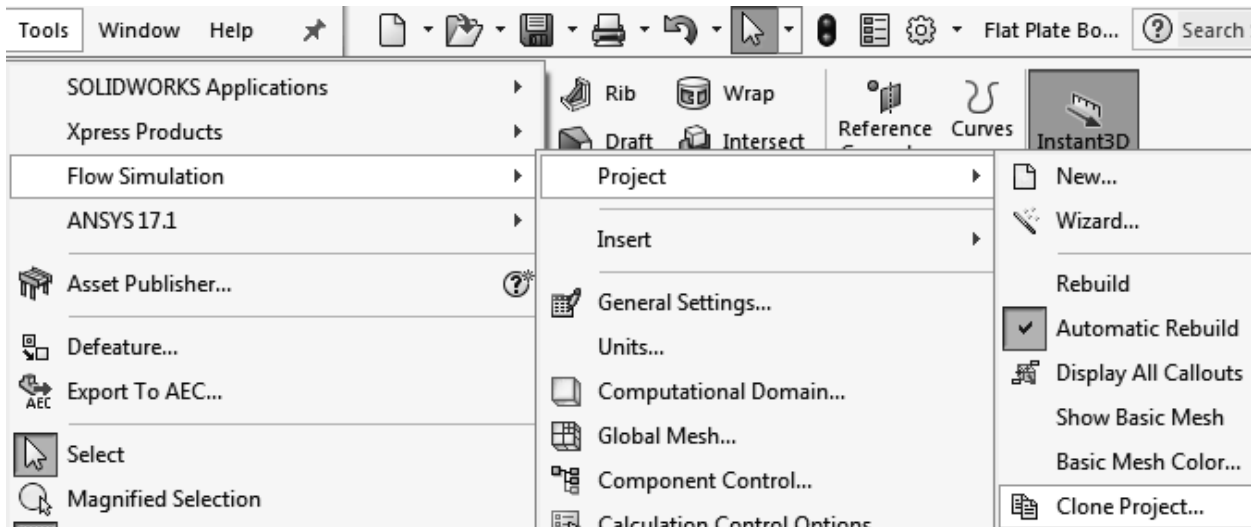 Tools Window Help Flat Plate Bo... Search
SOLIDWORKS Applications
Xpress Products
Flow Simulation
ANSYS 17.1
Asset Publisher...
Defeature...
Export To AEC...
AEC
Select
Magnified Selection
Rib Wrap
Draft Intersect
Reference
Curves
Instant3D
Project
Insert
General Settings...
Units...
Computational Domain...
Global Mesh...
Component Control...
Calculation Control Options
New...
Wizard...
Rebuild
Automatic Rebuild
Display All Callouts
Show Basic Mesh
Basic Mesh Color...
Clone Project...